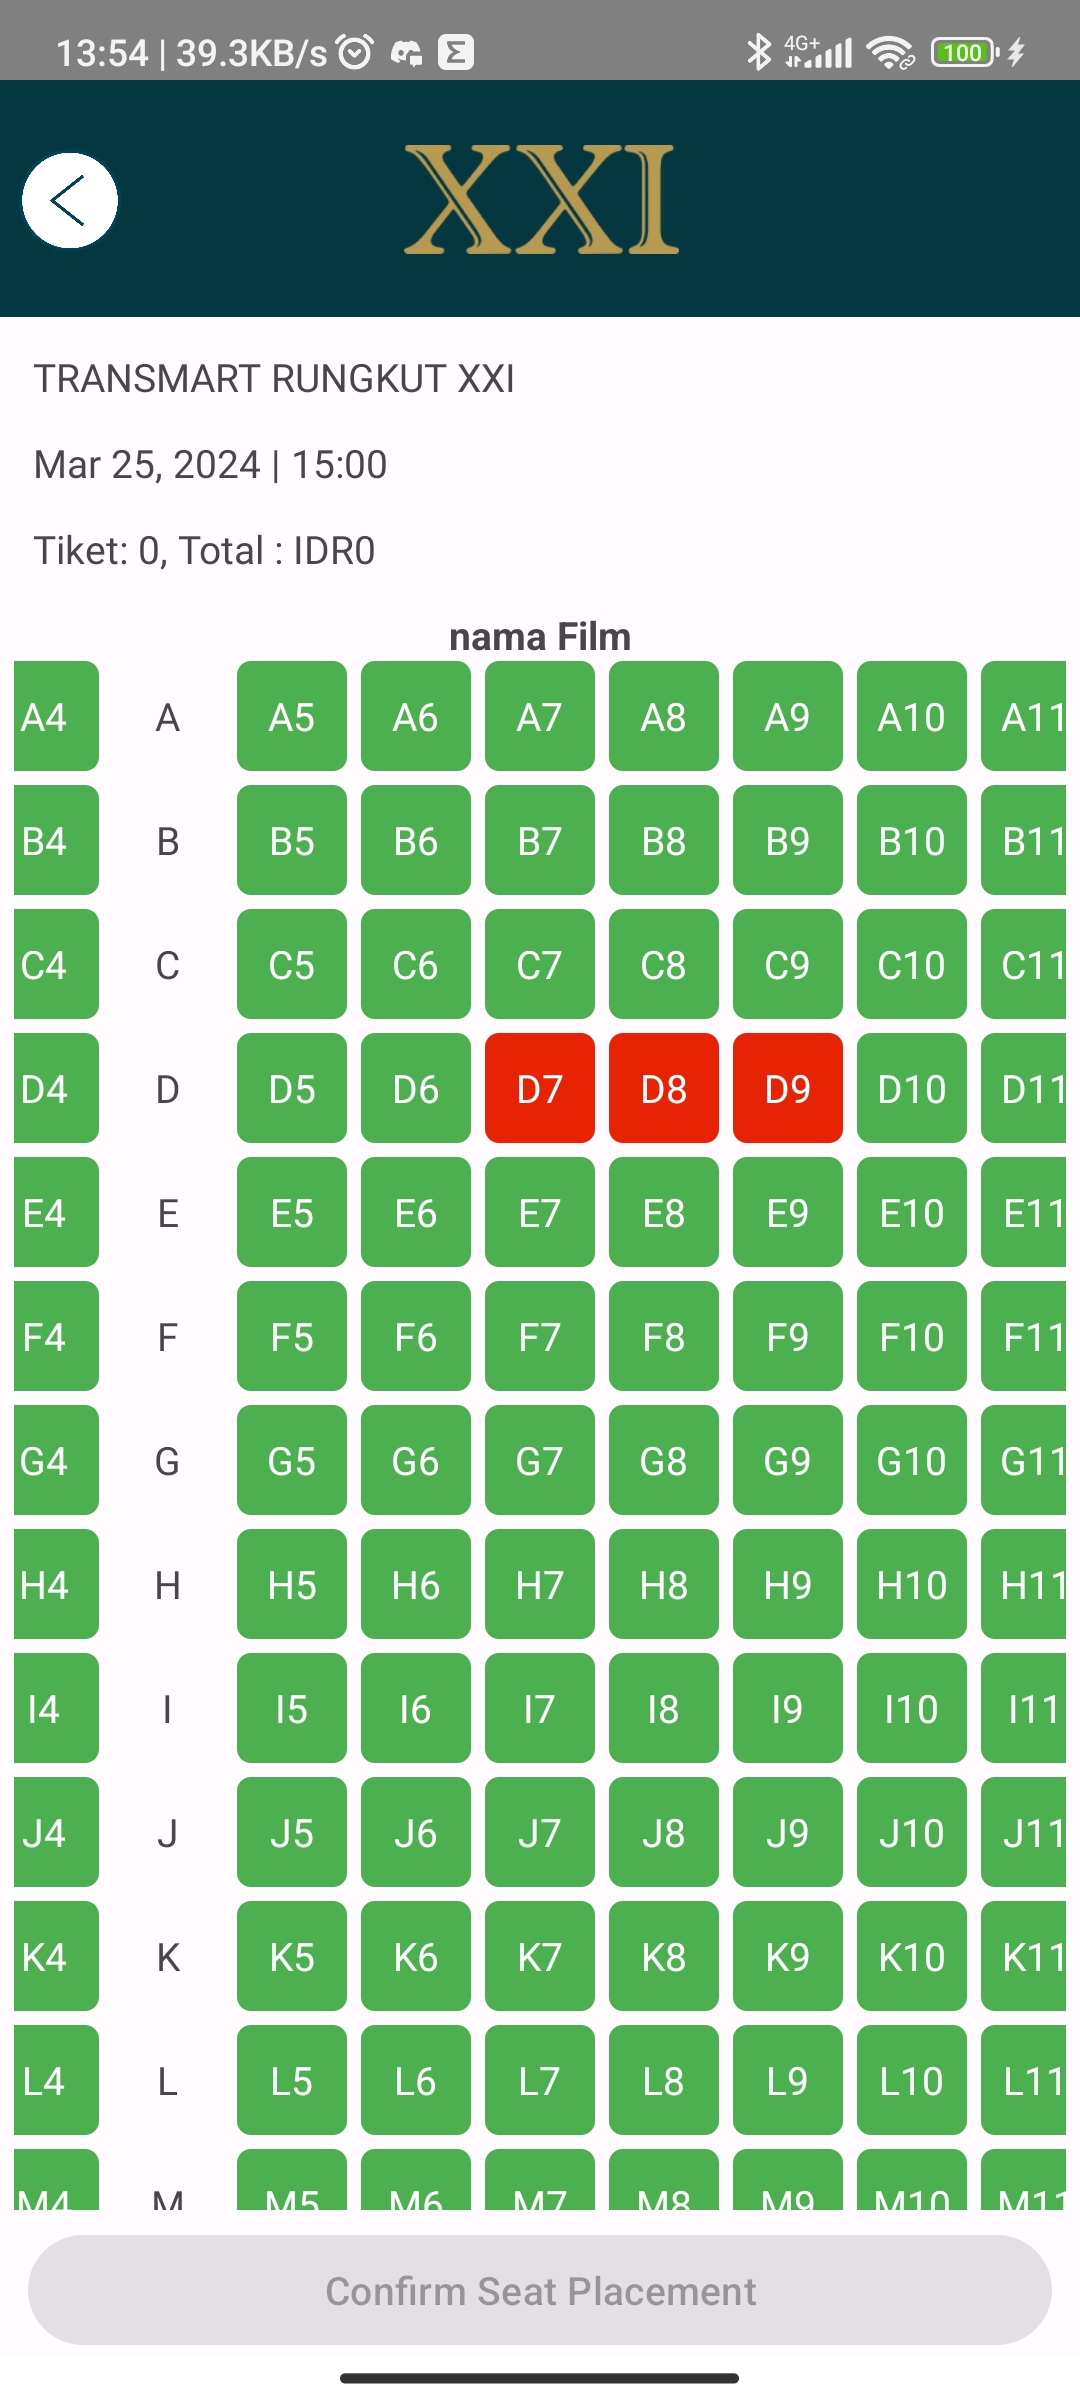 13:54 | 39.3KB/s 4G+ 100
XXI
TRANSMART RUNGKUT XXI
Mar 25, 2024 | 15:00
Tiket: 0, Total : IDR0
nama Film
A4 A A5 A6 A7 A8 A9 A10 A11
B4 B B5 B6 B7 B8 B9 B10 B11
C4 C C5 C6 C7 C8 C9 C10 C11
D4 D D5 D6 D7 D8 D9 D10 D11
E4 E E5 E6 E7 E8 E9 E10 E11
F4 F F5 F6 F7 F8 F9 F10 F11
G4 G G5 G6 G7 G8 G9 G10 G11
H4 H H5 H6 H7 H8 H9 H10 H11
I4 I I5 I6 I7 I8 I9 I10 I11
J4 J J5 J6 J7 J8 J9 J10 J11
K4 K K5 K6 K7 K8 K9 K10 K11
L4 L L5 L6 L7 L8 L9 L10 L11
M4 M M5 M6 M7 M8 M9 M10 M11
Confirm Seat Placement